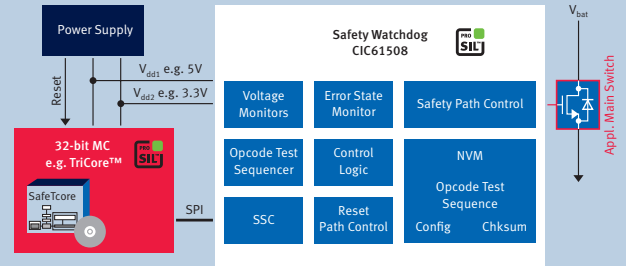 Power Supply
Reset
Vdd1 e.g. 5V
Vdd2 e.g. 3.3V
32-bit MC
e.g. TriCore™
PRO
SIL
SafeTcore
SPI
Safety Watchdog
CIC61508
PRO
SIL
Voltage
Monitors
Error State
Monitor
Safety Path Control
Opcode Test
Sequencer
Control
Logic
NVM
Opcode Test
Sequence
Config Chksum
SSC
Reset
Path Control
Vbat
Appl. Main Switch